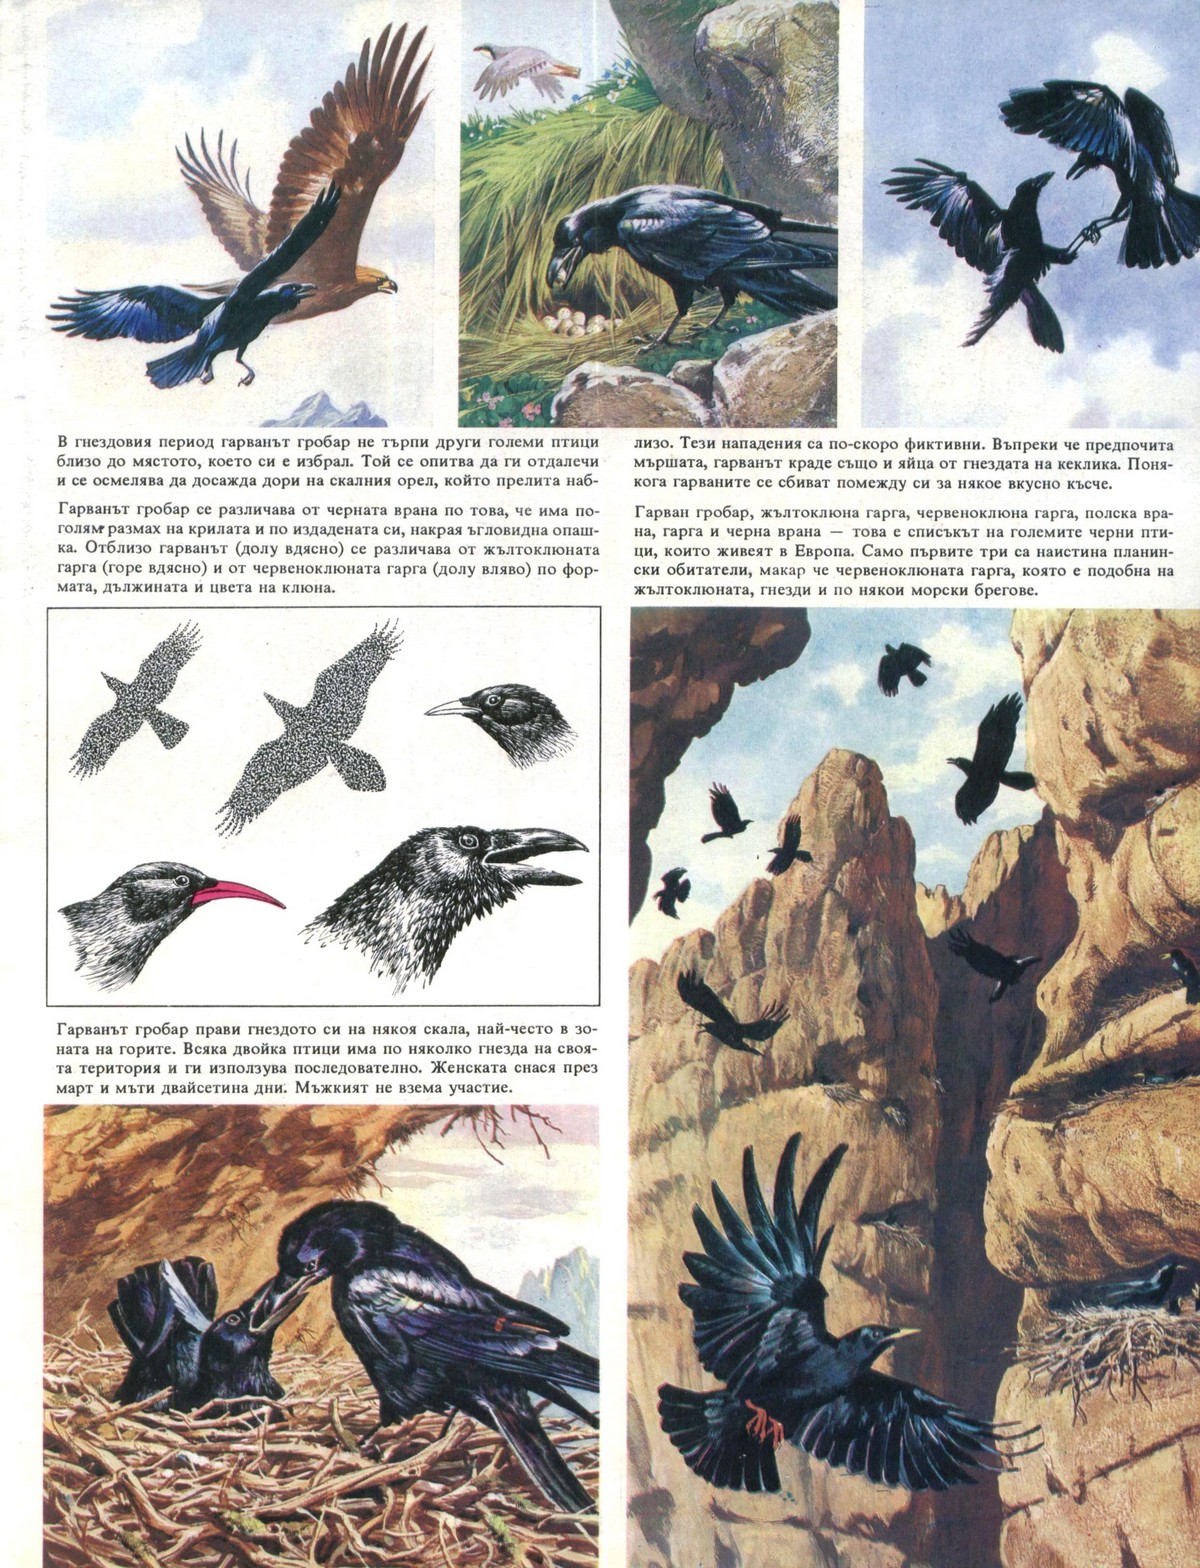 В гнездовия период гарванът гробар не търпи други големи птици
близо до мястото, което си е избрал. Той се опитва да ги отдалечи
и се осмелява да досажда дори на скалния орел, който прелита наб-
лизо. Тези нападения са по-скоро фиктивни. Въпреки че предпочита
мършата, гарванът краде също и яйца от гнездата на кеклика. Поня-
кога гарваните се сбиват помежду си за някое вкусно късче.
Гарванът гробар се различава от черната врана по това, че има по-
голям размах на крилата и по издадената си, накрая ъгловидна опаш-
ка. Отблизо гарванът (долу вдясно) се различава от жълтоклюната
гарга (горе вдясно) и от червеноклюната гарга (долу вляво) по фор-
мата, дължината и цвета на клюна.
Гарван гробар, жълтоклюна гарга, червеноклюна гарга, полска вра-
на, гарга и черна врана — това е списъкът на големите черни пти-
ци, които живеят в Европа. Само първите три са наистина планин-
ски обитатели, макар че червеноклюната гарга, която е подобна на
жълтоклюната, гнезди и по някои морски брегове.
Гарванът гробар прави гнездото си на някоя скала, най-често в зо-
ната на горите. Всяка двойка птици има по няколко гнезда на своя-
та територия и ги използува последователно. Женската снася през
март и мъти двайсетина дни. Мъжкият не взема участие.